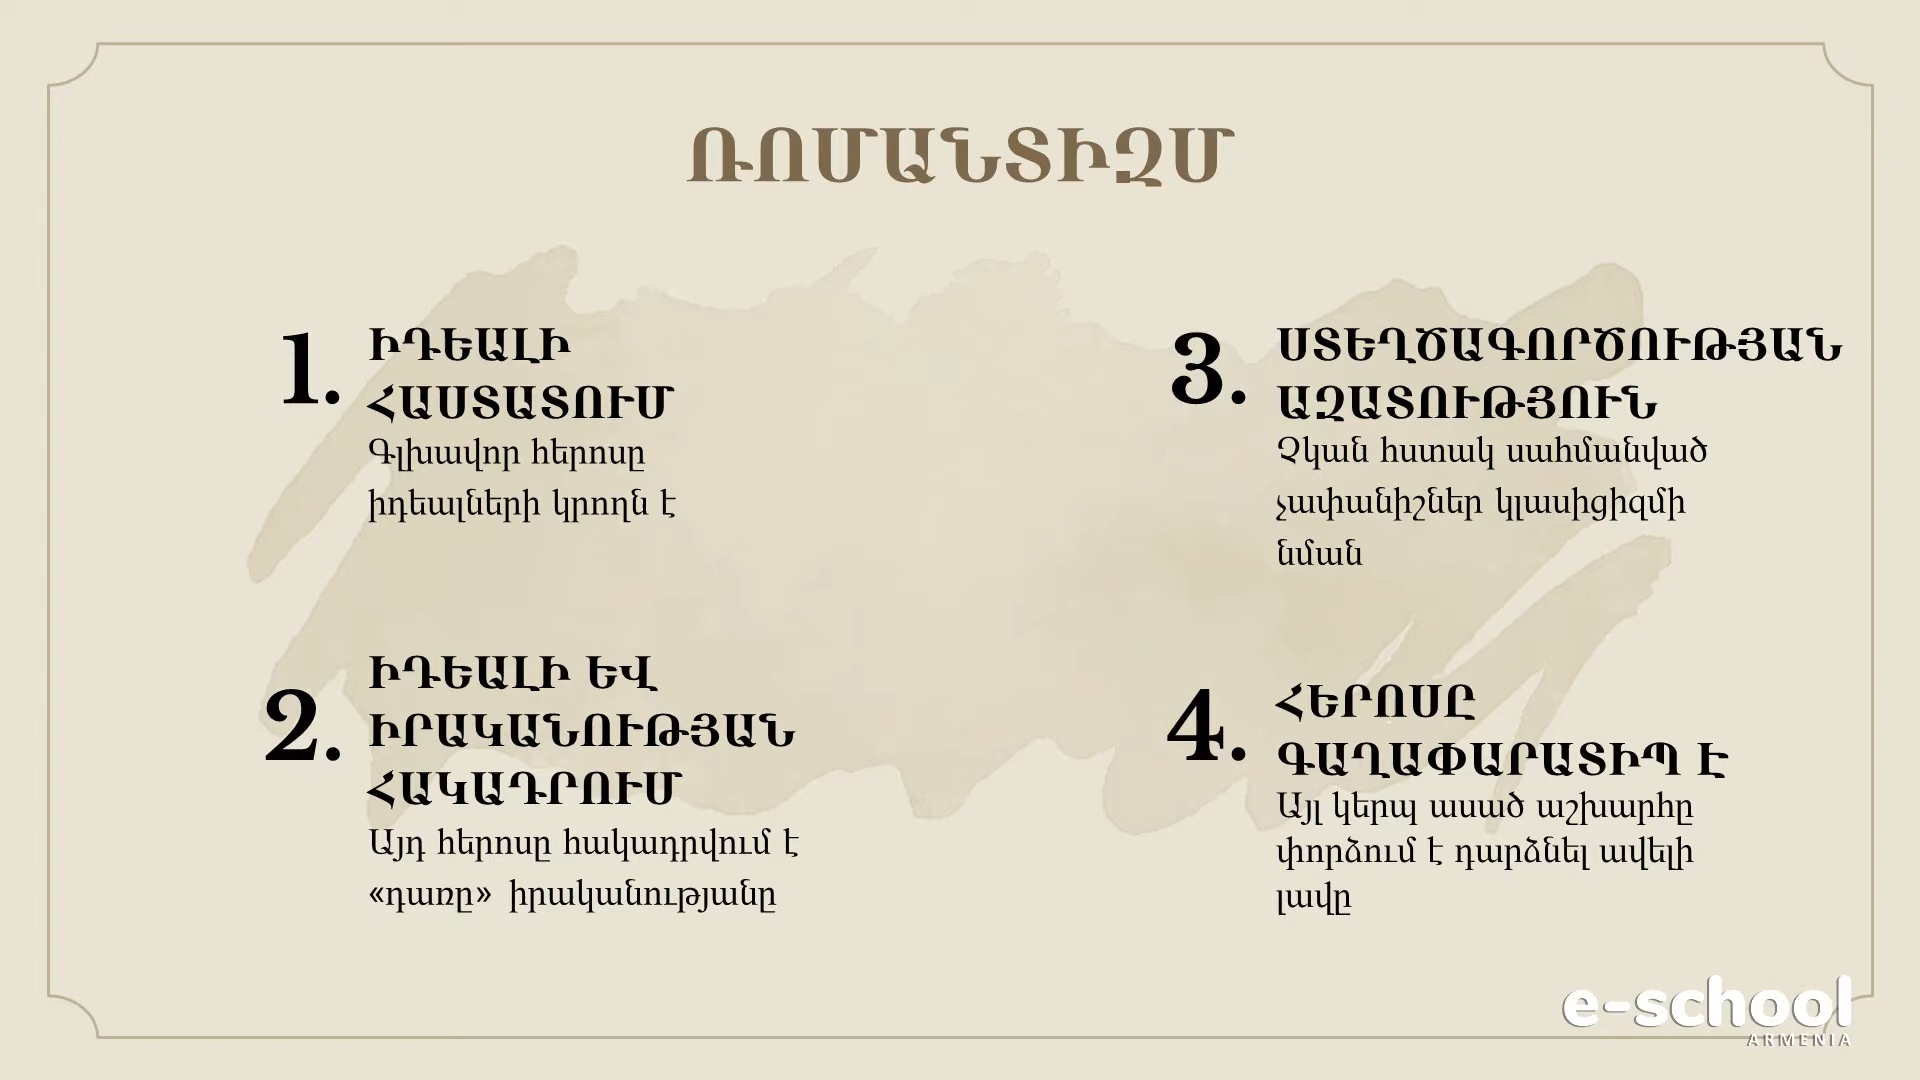 ՌՈՄԱՆՏԻԶՄ
1.
ԻԴԵԱԼԻ
ՀԱՍՏԱՏՈՒՄ
Գլխավոր հերոսը
իդեալների կրողն է
2.
ԻԴԵԱԼԻ ԵՎ
ԻՐԱԿԱՆՈՒԹՅԱՆ
ՀԱԿԱԴՐՈՒՄ
Այդ հերոսը հակադրվում է
«դառը» իրականությանը
3.
ՍՏԵՂԾԱԳՈՐԾՈՒԹՅԱՆ
ԱԶԱՏՈՒԹՅՈՒՆ
Չկան հստակ սահմանված
չափանիշներ կլասիցիզմի
նման
4.
ՀԵՐՈՍԸ
ԳԱՂԱՓԱՐԱՏԻՊ Է
Այլ կերպ ասած աշխարհը
փորձում է դարձնել ավելի
լավը
e-school
ARMENIA